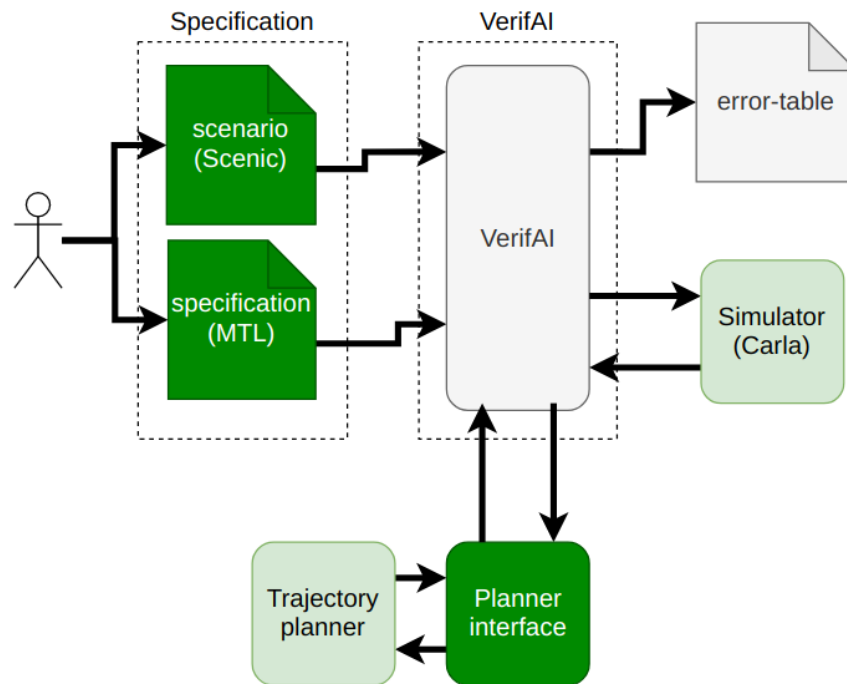 Specification
VerifAI
scenario
(Scenic)
specification
(MTL)
VerifAI
error-table
Simulator
(Carla)
Trajectory
planner
Planner
interface